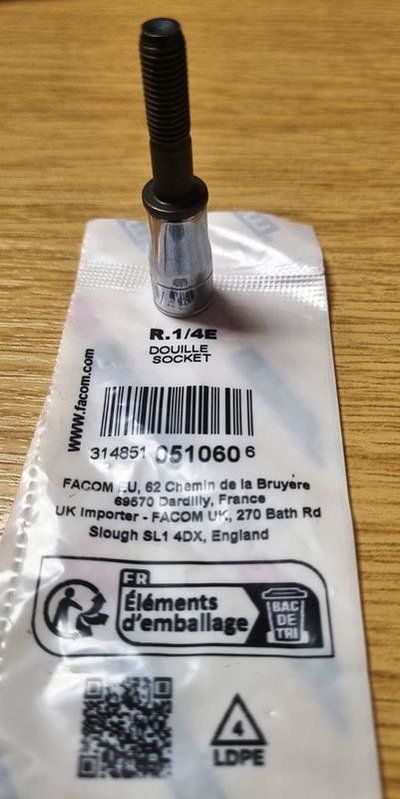 R.1/4E
DOUILLE
SOCKET
www.facom.com
314851 051060 6
FACOM EU, 62 Chemin de la Bruyère
69570 Dardilly, France
UK Importer - FACOM UK, 270 Bath Rd
Slough SL1 4DX, England
FR
Éléments
d'emballage
BAC
DE
TRI
4
LDPE